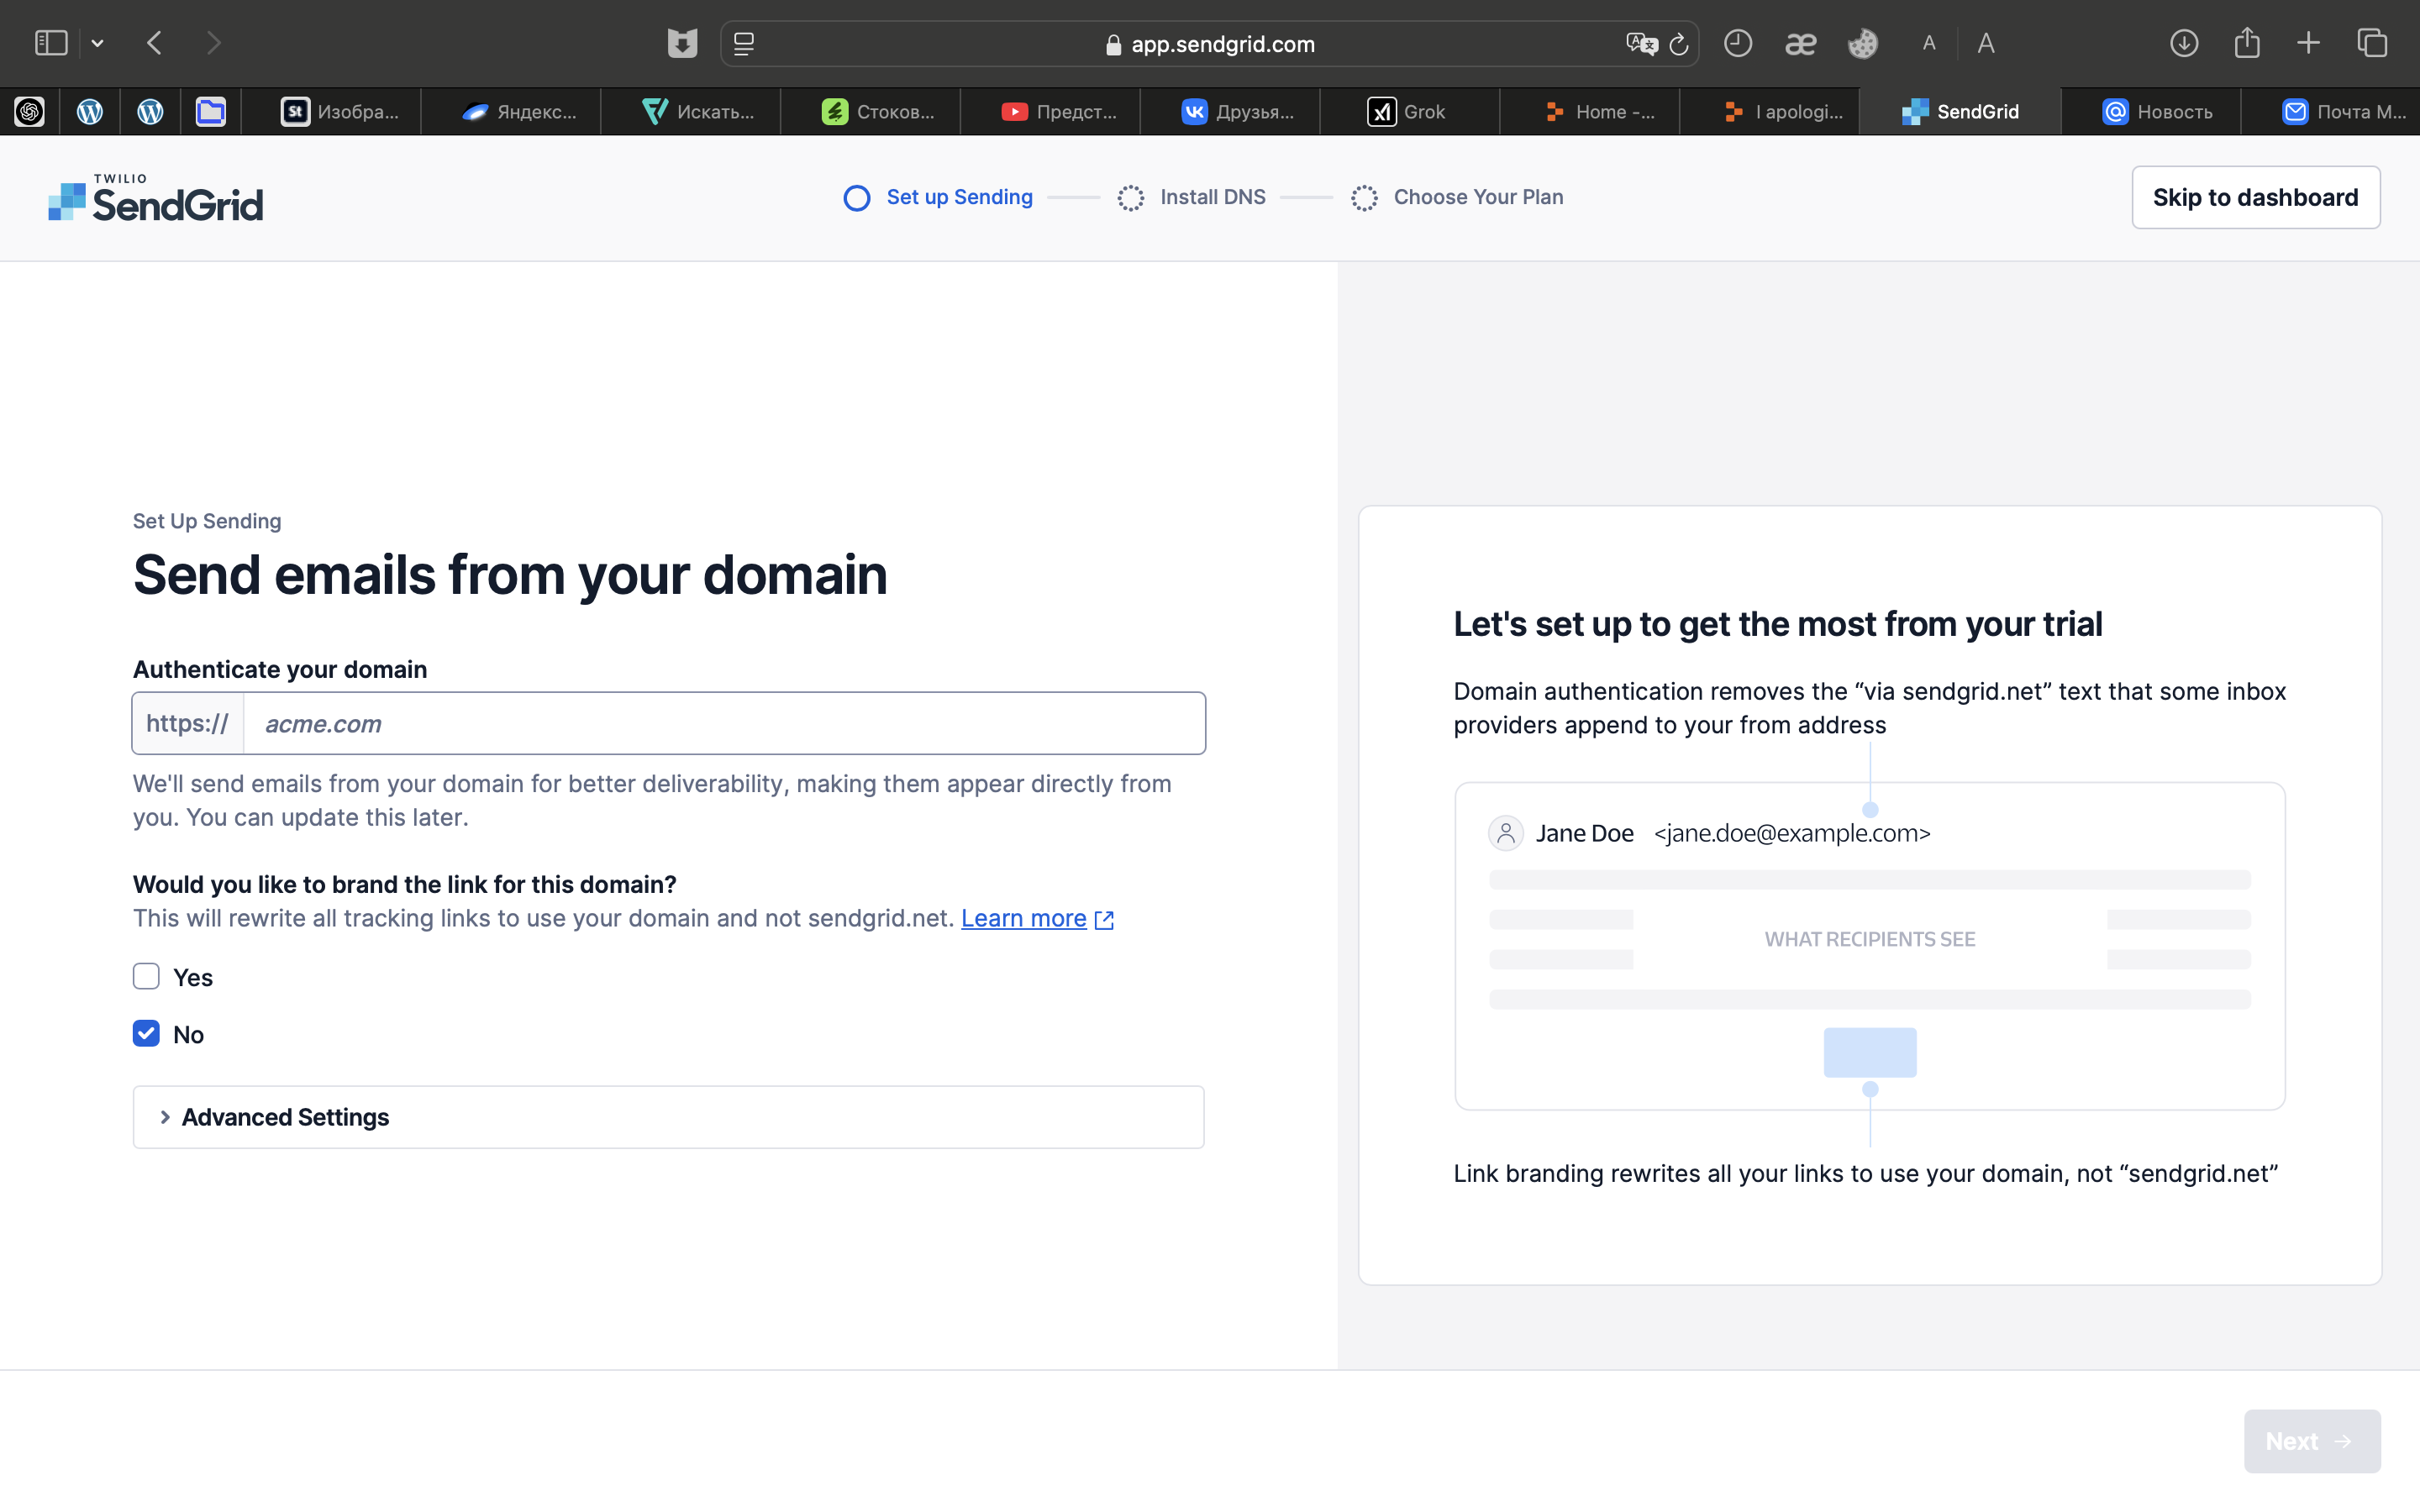 app.sendgrid.com
A
A
St Изобра...
Яндекс...
Искать...
Стоков...
Предст...
Друзья...
Grok
Home -...
I apologi...
SendGrid
Новость
Почта М...
TWILIO
SendGrid
Set up Sending
Install DNS
Choose Your Plan
Skip to dashboard
Set Up Sending
Send emails from your domain
Authenticate your domain
https:// acme.com
We'll send emails from your domain for better deliverability, making them appear directly from
you. You can update this later.
Would you like to brand the link for this domain?
This will rewrite all tracking links to use your domain and not sendgrid.net. Learn more
Yes
No
Advanced Settings
Let's set up to get the most from your trial
Domain authentication removes the “via sendgrid.net” text that some inbox
providers append to your from address
Jane Doe <jane.doe@example.com>
WHAT RECIPIENTS SEE
Link branding rewrites all your links to use your domain, not “sendgrid.net”
Next